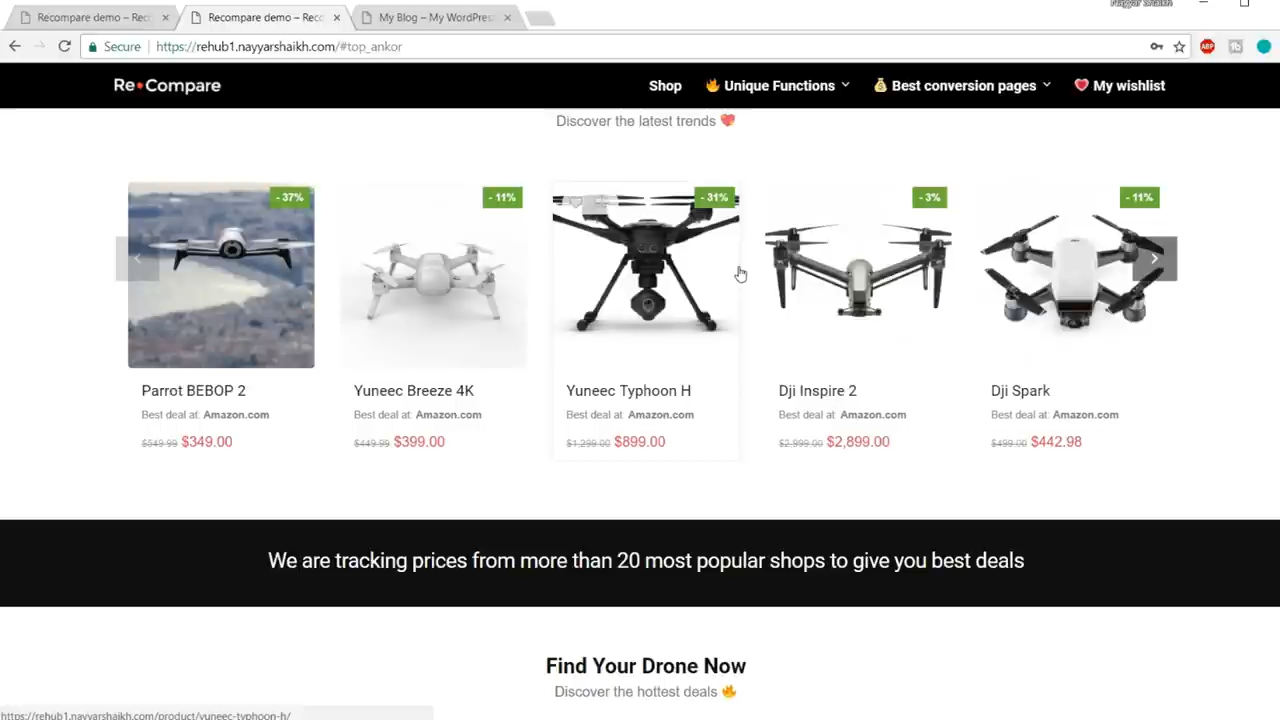 Nayyar Shaikh
Recompare demo – Rec
Recompare demo – Rec
My Blog – My WordPres
Secure
https://rehub1.nayyarshaikh.com/#top_ankor
ABP
Re•Compare
Shop
🔥 Unique Functions
💰 Best conversion pages
❤️ My wishlist
Discover the latest trends 💝
- 37%
- 11%
- 31%
- 3%
- 11%
Parrot BEBOP 2
Yuneec Breeze 4K
Yuneec Typhoon H
Dji Inspire 2
Dji Spark
Best deal at: Amazon.com
Best deal at: Amazon.com
Best deal at: Amazon.com
Best deal at: Amazon.com
Best deal at: Amazon.com
$549.99 $349.00
$449.99 $399.00
$1,299.00 $899.00
$2,999.00 $2,899.00
$499.00 $442.98
We are tracking prices from more than 20 most popular shops to give you best deals
Find Your Drone Now
Discover the hottest deals 🔥
https://rehub1.nayyarshaikh.com/product/yuneec-typhoon-h/